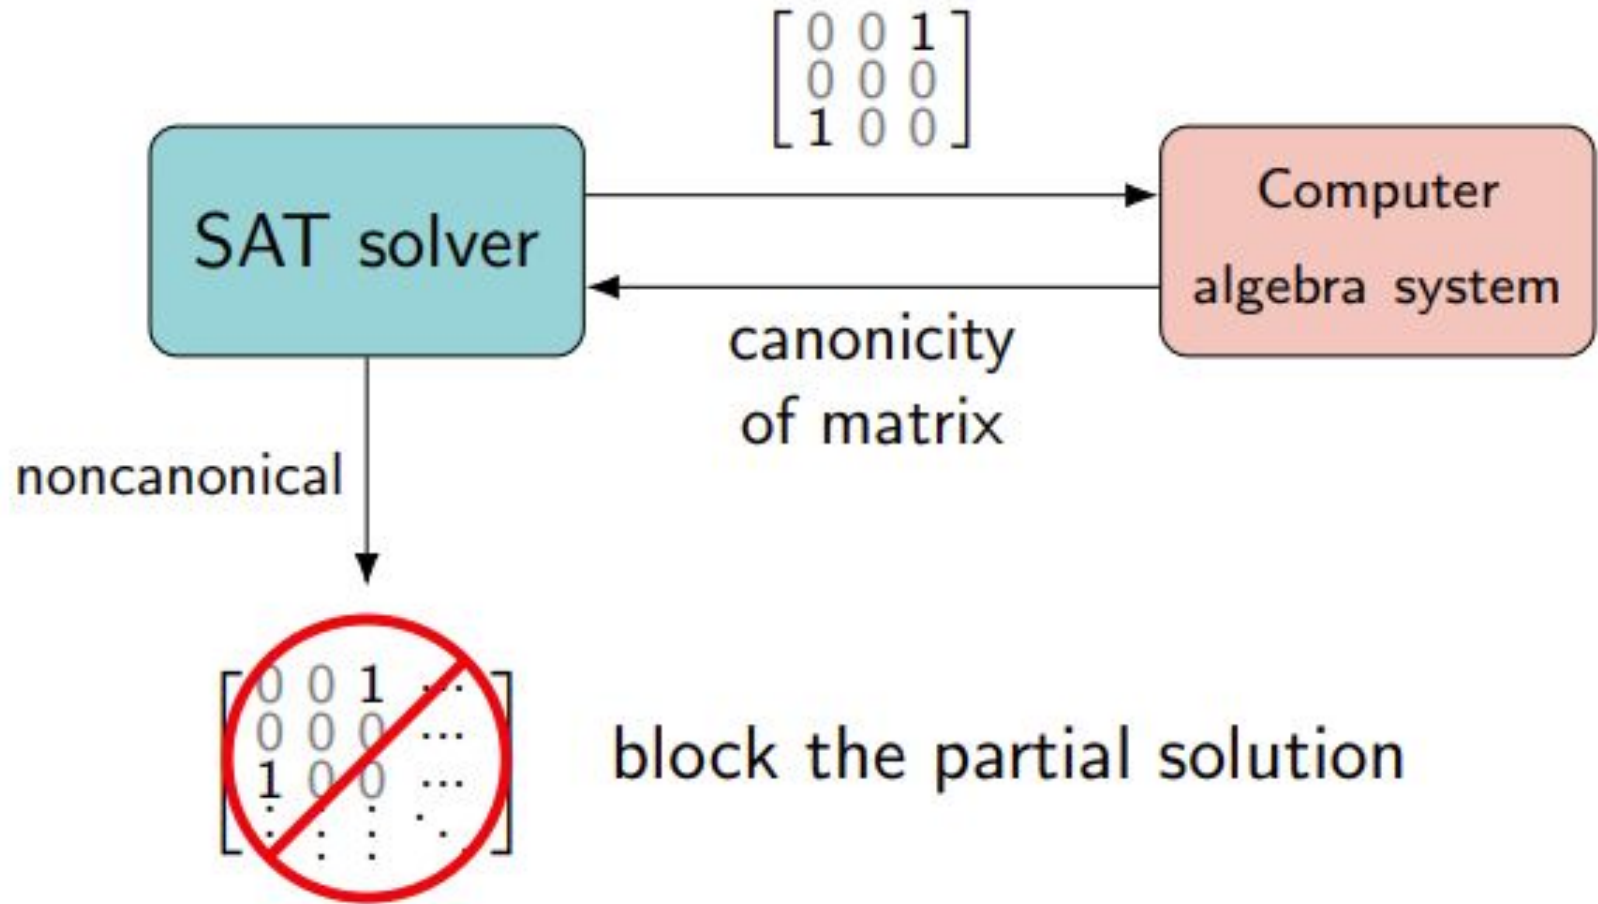 0 0 1
0 0 0
1 0 0
SAT solver
Computer
algebra system
canonicity
of matrix
noncanonical
0 0 1 ...
0 0 0 ...
1 0 0 ...
block the partial solution